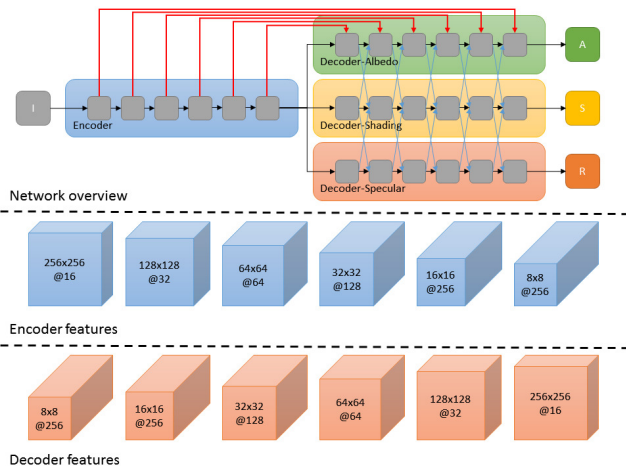 Decoder-Albedo
A
I
Encoder
Decoder-Shading
S
Decoder-Specular
R
Network overview
256x256
@16
128x128
@32
64x64
@64
32x32
@128
16x16
@256
8x8
@256
Encoder features
8x8
@256
16x16
@256
32x32
@128
64x64
@64
128x128
@32
256x256
@16
Decoder features